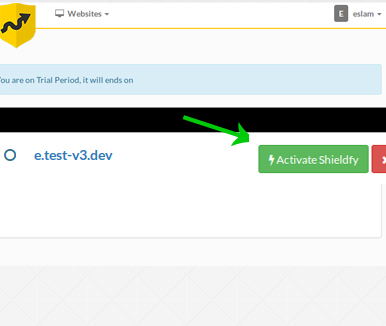 Websites
E eslam
You are on Trial Period, it will ends on
e.test-v3.dev
Activate Shieldfy